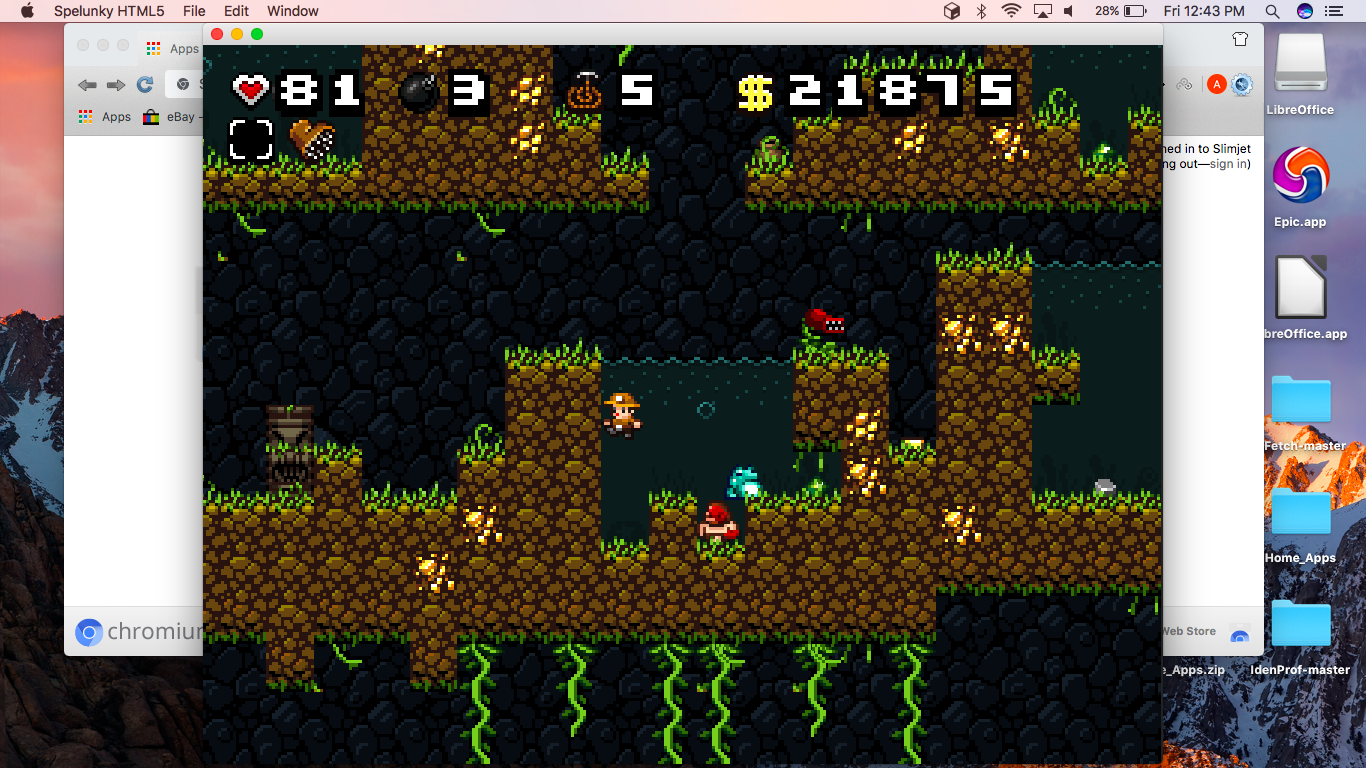 Spelunky HTML5 File Edit Window 28% Fri 12:43 PM
Apps
81 3 5 $21875
Apps eBay –
ned in to Slimjet
ng out—sign in)
LibreOffice
Epic.app
breOffice.app
Fetch-master
Home_Apps
chromiur
Web Store
e_Apps.zip IdenProf-master